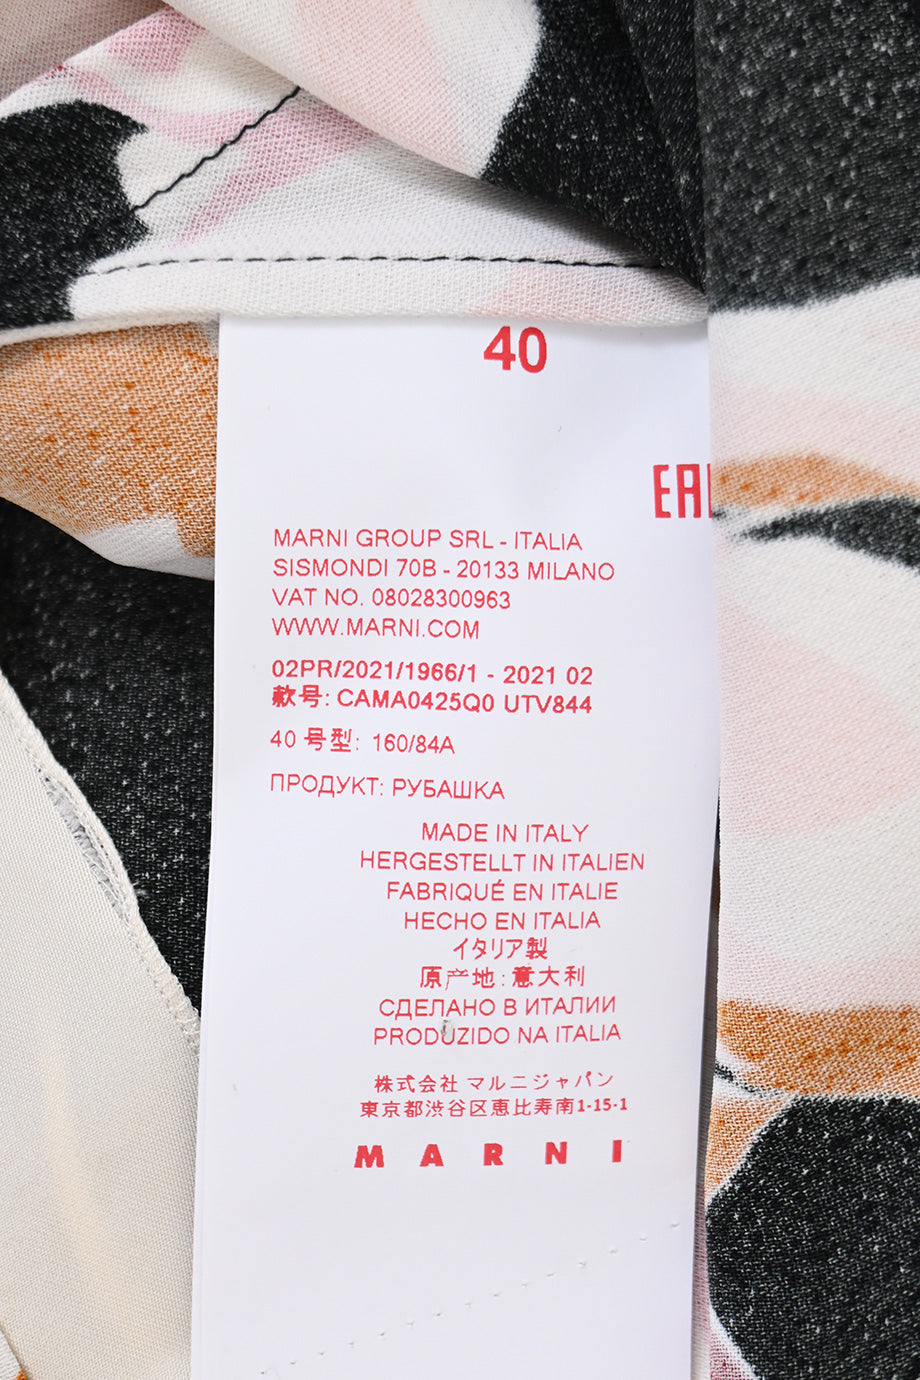 40
EAC
MARNI GROUP SRL - ITALIA
SISMONDI 70B - 20133 MILANO
VAT NO. 08028300963
WWW.MARNI.COM
02PR/2021/1966/1 - 2021 02
款号: CAMA0425Q0 UTV844
40 号型: 160/84A
ПРОДУКТ: РУБАШКА
MADE IN ITALY
HERGESTELLT IN ITALIEN
FABRIQUÉ EN ITALIE
HECHO EN ITALIA
イタリア製
原产地: 意大利
СДЕЛАНО В ИТАЛИИ
PRODUZIDO NA ITALIA
株式会社 マルニジャパン
東京都渋谷区恵比寿南1-15-1
MARNI